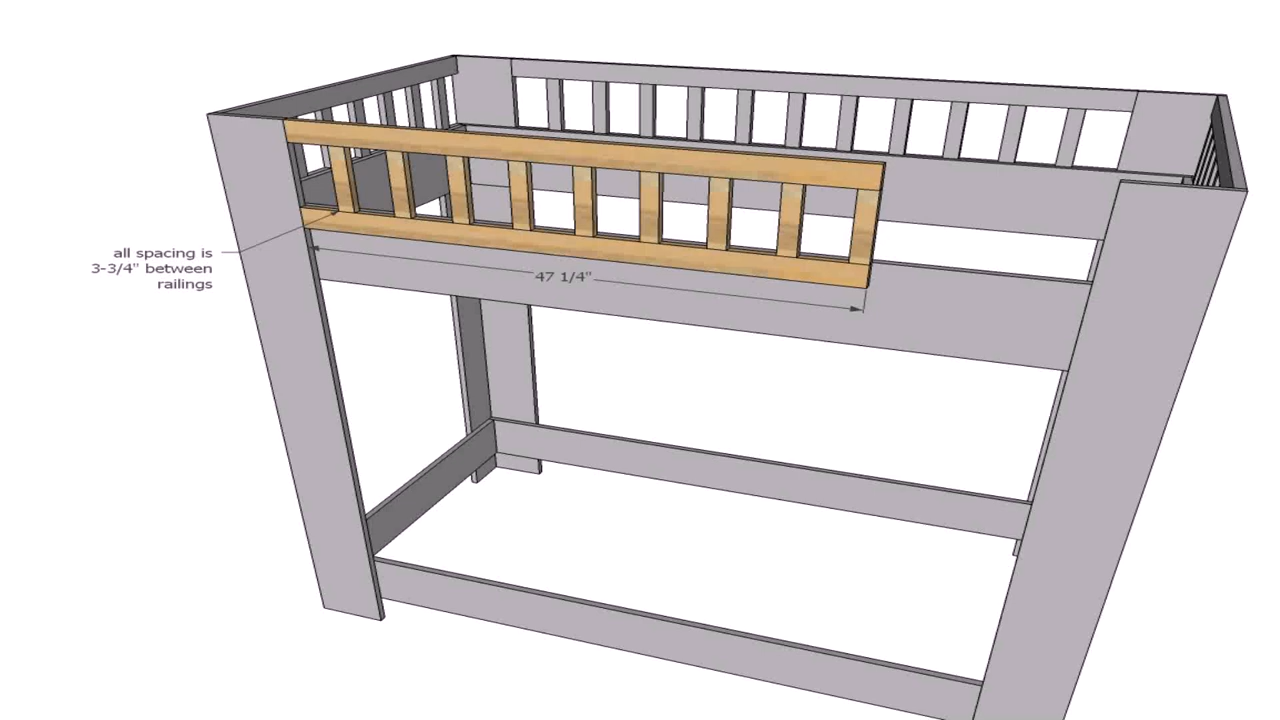 all spacing is
3-3/4" between
railings
47 1/4"